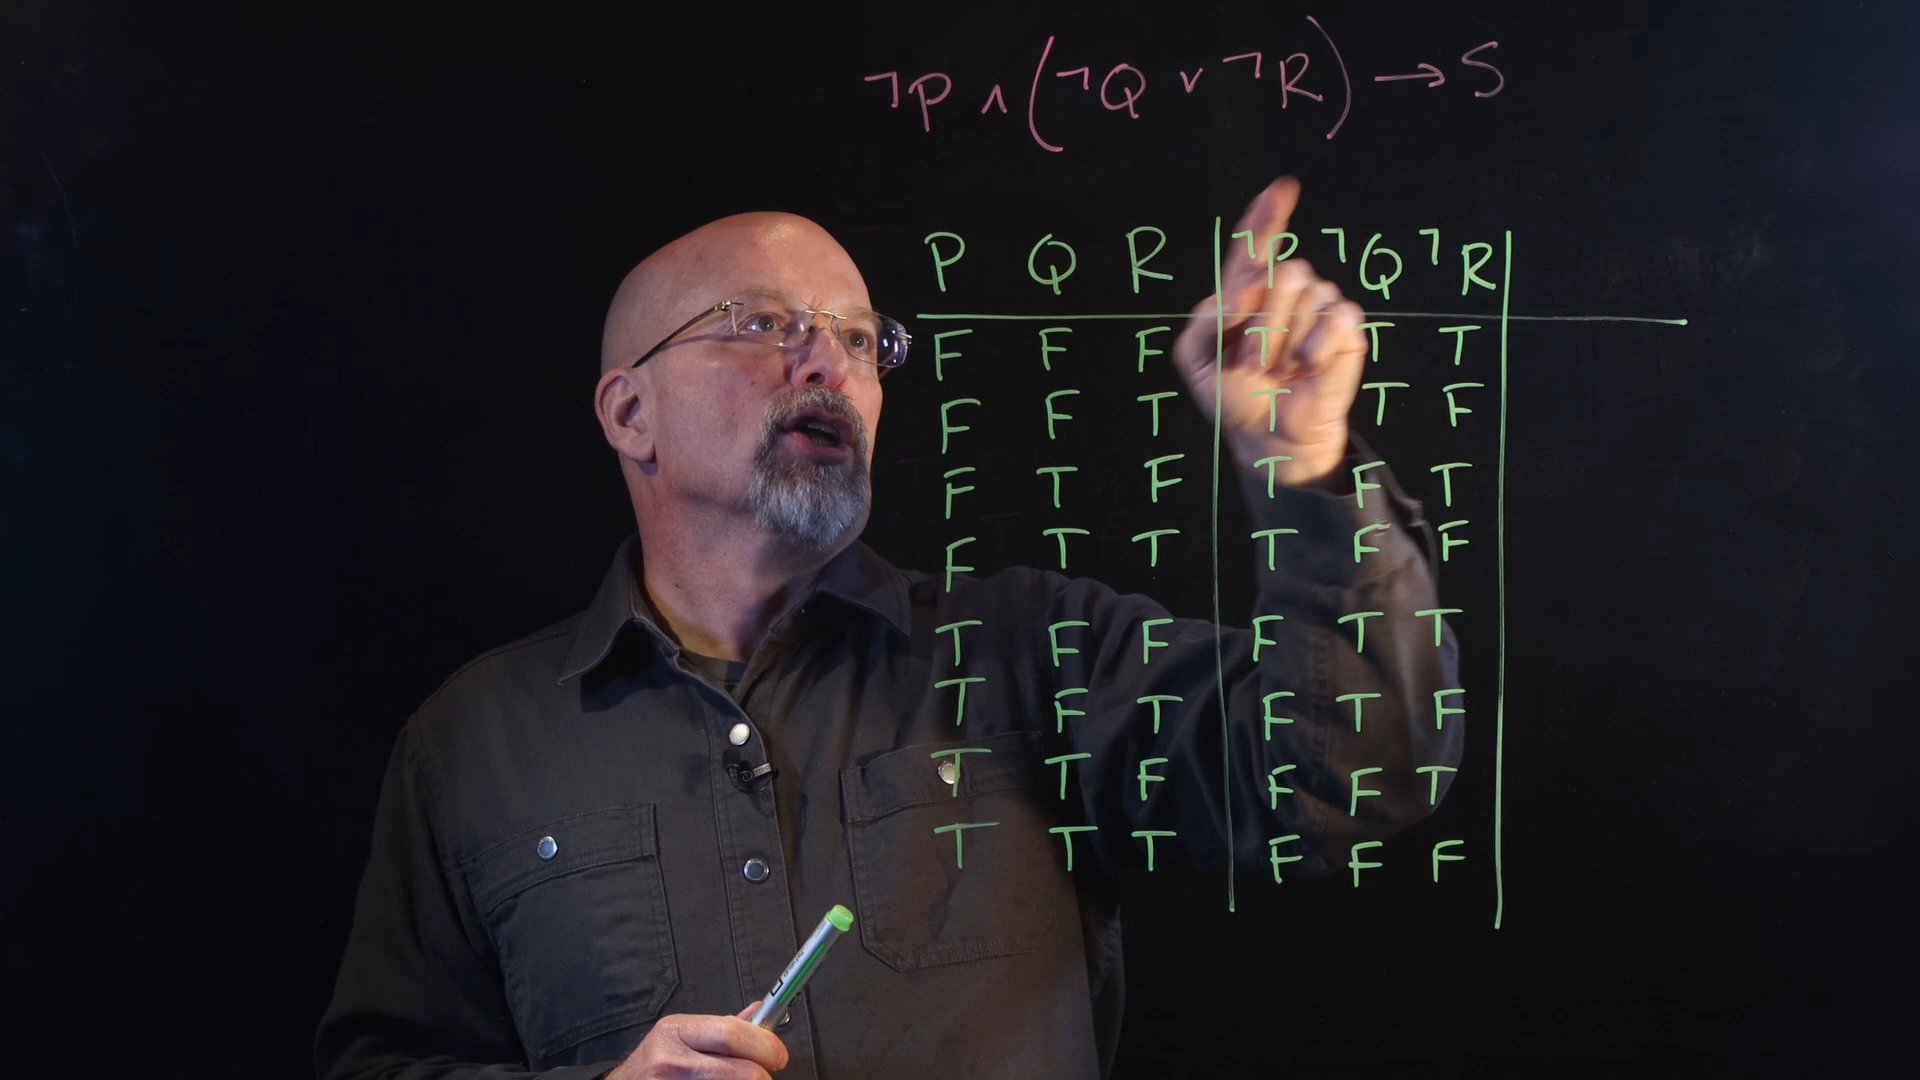 ¬P ∧ (¬Q ∨ ¬R) → S
P Q R ¬P ¬Q ¬R
F F F T T T
F F T T T F
F T F T F T
F T T T F F
T F F F T T
T F T F T F
T T F F F T
T T T F F F